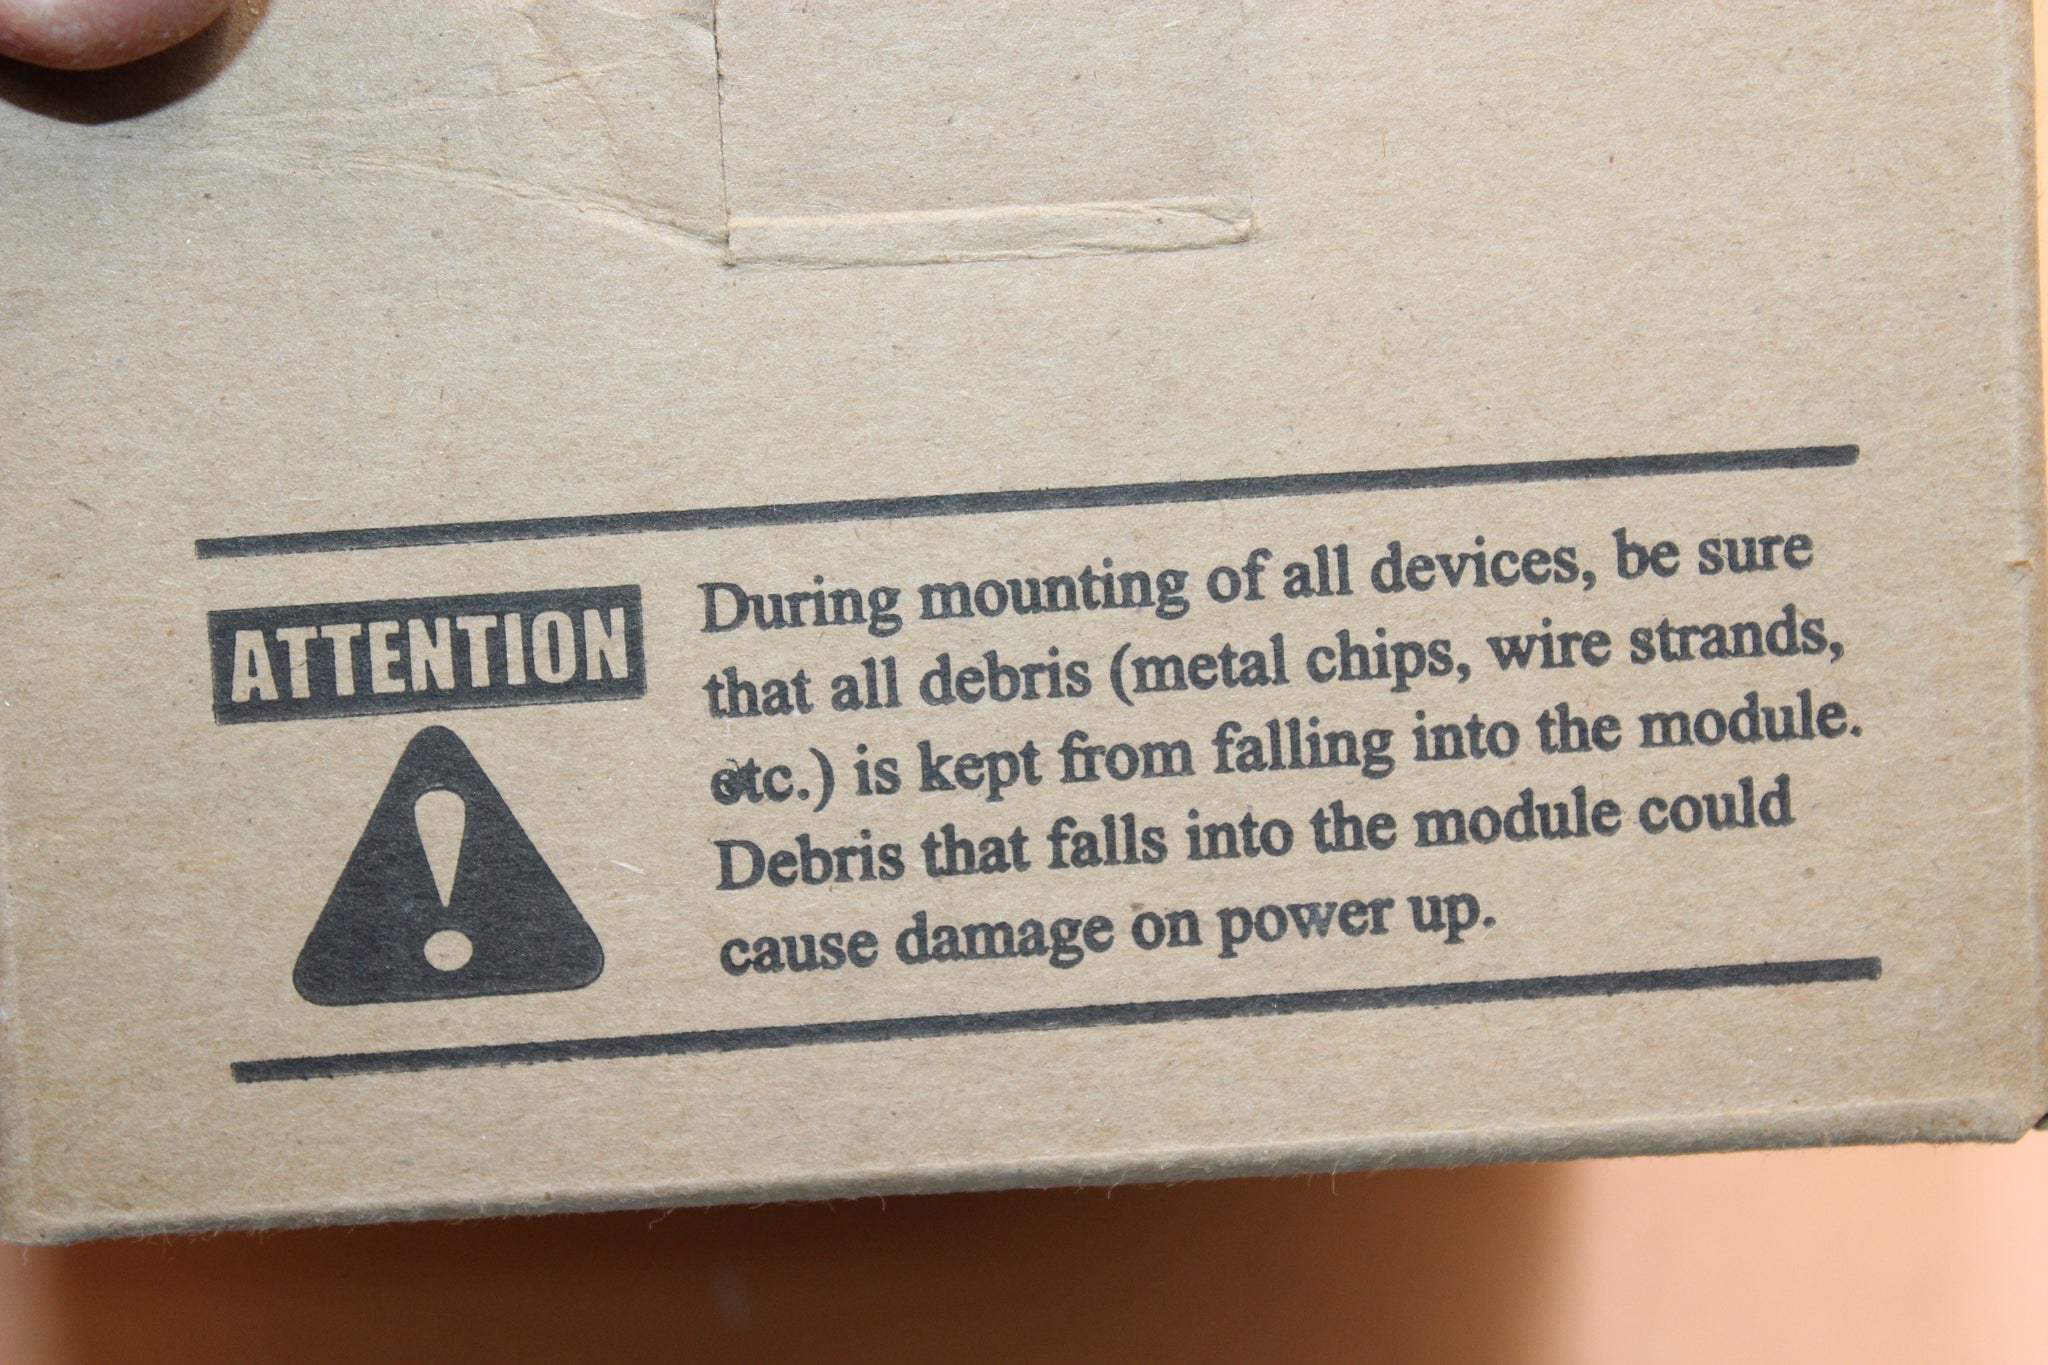 ATTENTION
During mounting of all devices, be sure
that all debris (metal chips, wire strands,
etc.) is kept from falling into the module.
Debris that falls into the module could
cause damage on power up.